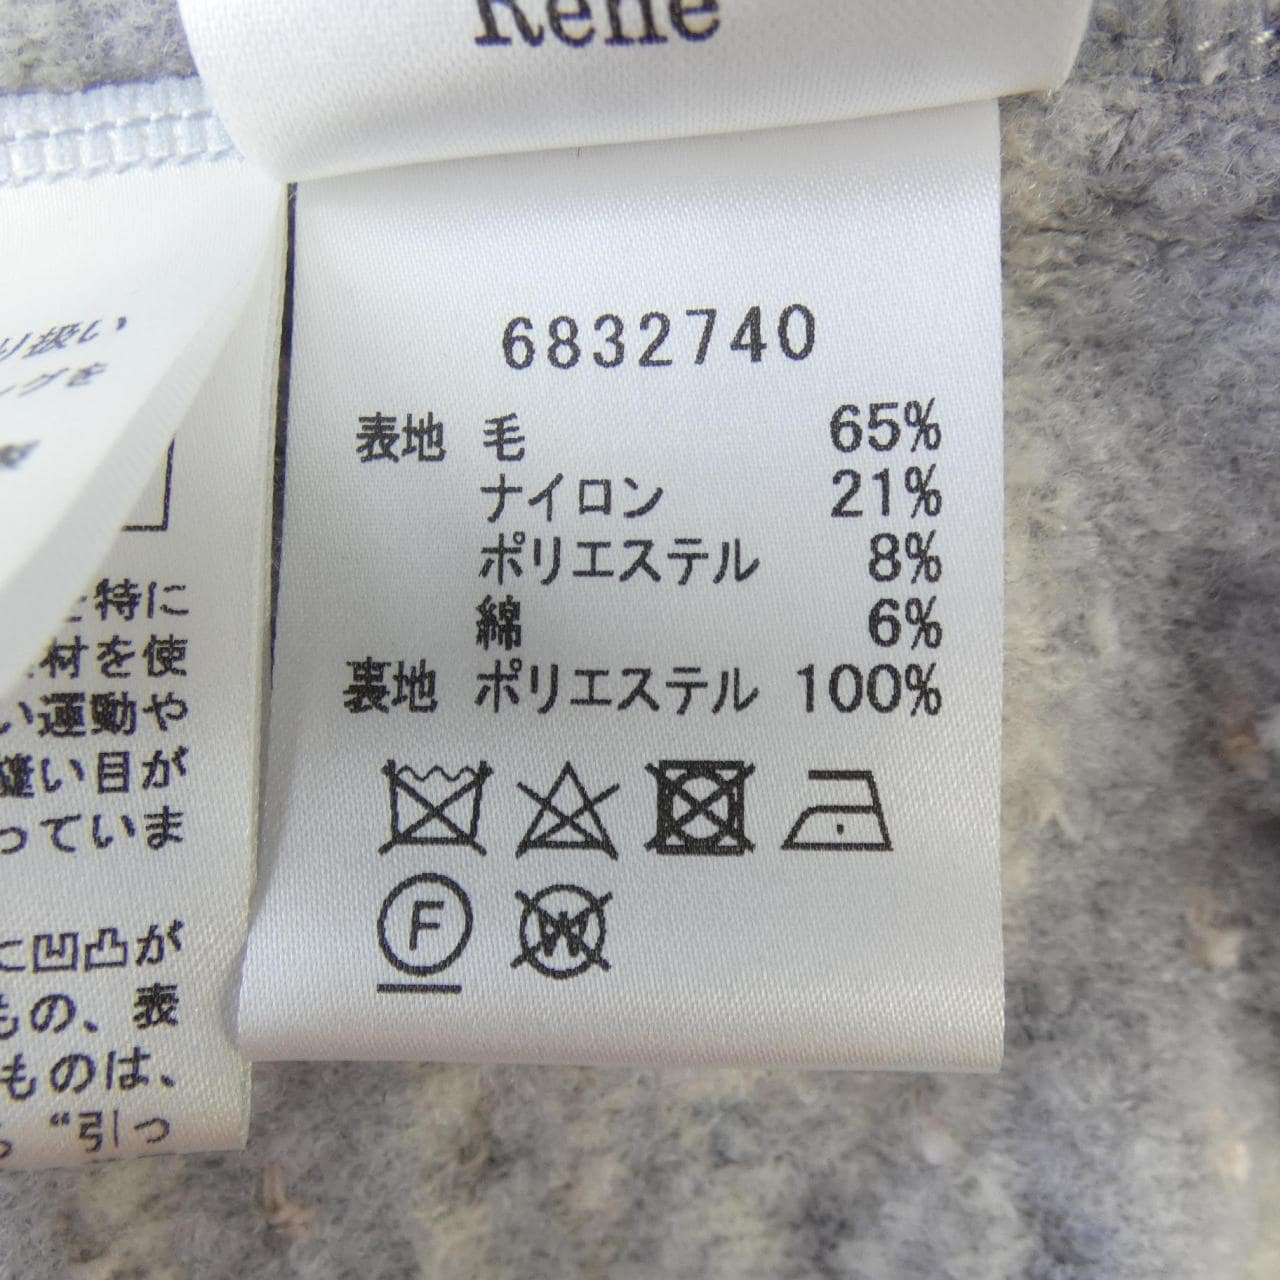 René
6832740
表地 毛 65%
ナイロン 21%
ポリエステル 8%
綿 6%
裏地 ポリエステル 100%
F
W
り扱い
ングを
特に
材を使
い運動や
縫い目が
っていま
に凹凸が
もの、表
ものは、
“引っ